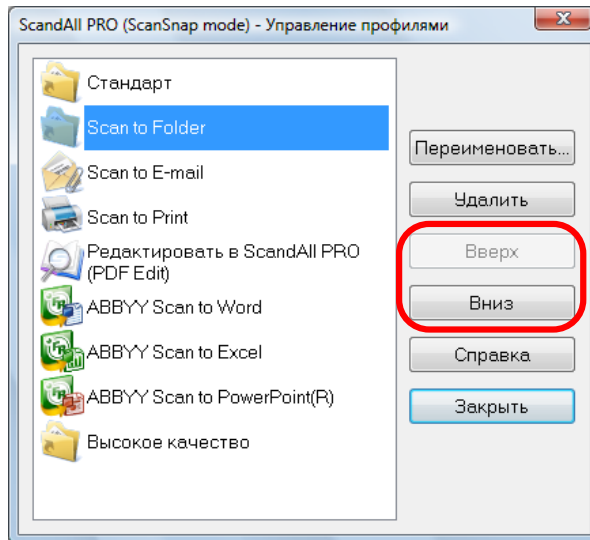 ScandAll PRO (ScanSnap mode) - Управление профилями
Стандарт
Scan to Folder
Scan to E-mail
Scan to Print
Редактировать в ScandAll PRO
(PDF Edit)
ABBYY Scan to Word
ABBYY Scan to Excel
ABBYY Scan to PowerPoint(R)
Высокое качество
Переименовать...
Удалить
Вверх
Вниз
Справка
Закрыть